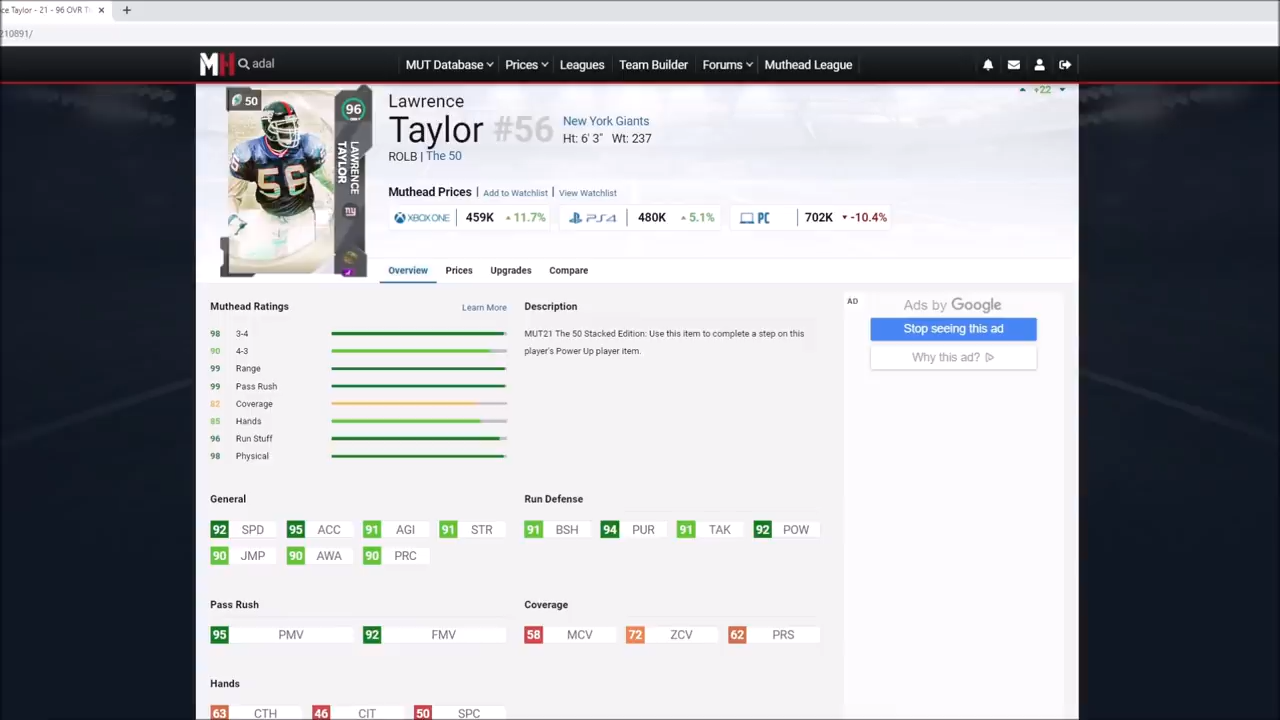 ce Taylor - 21 - 96 OVR T
210891/
MH adal MUT Database Prices Leagues Team Builder Forums Muthead League
50
96
LAWRENCE TAYLOR
56
Lawrence
Taylor #56
New York Giants
Ht: 6' 3" Wt: 237
ROLB | The 50
+22
Muthead Prices | Add to Watchlist | View Watchlist
XBOX ONE 459K 11.7% PS4 480K 5.1% PC 702K -10.4%
Overview Prices Upgrades Compare
Muthead Ratings Learn More
98 3-4
90 4-3
99 Range
99 Pass Rush
82 Coverage
85 Hands
96 Run Stuff
98 Physical
Description
MUT21 The 50 Stacked Edition: Use this item to complete a step on this
player's Power Up player item.
AD
Ads by Google
Stop seeing this ad
Why this ad?
General
92 SPD 95 ACC 91 AGI 91 STR
90 JMP 90 AWA 90 PRC
Run Defense
91 BSH 94 PUR 91 TAK 92 POW
Pass Rush
95 PMV 92 FMV
Coverage
58 MCV 72 ZCV 62 PRS
Hands
63 CTH 46 CIT 50 SPC